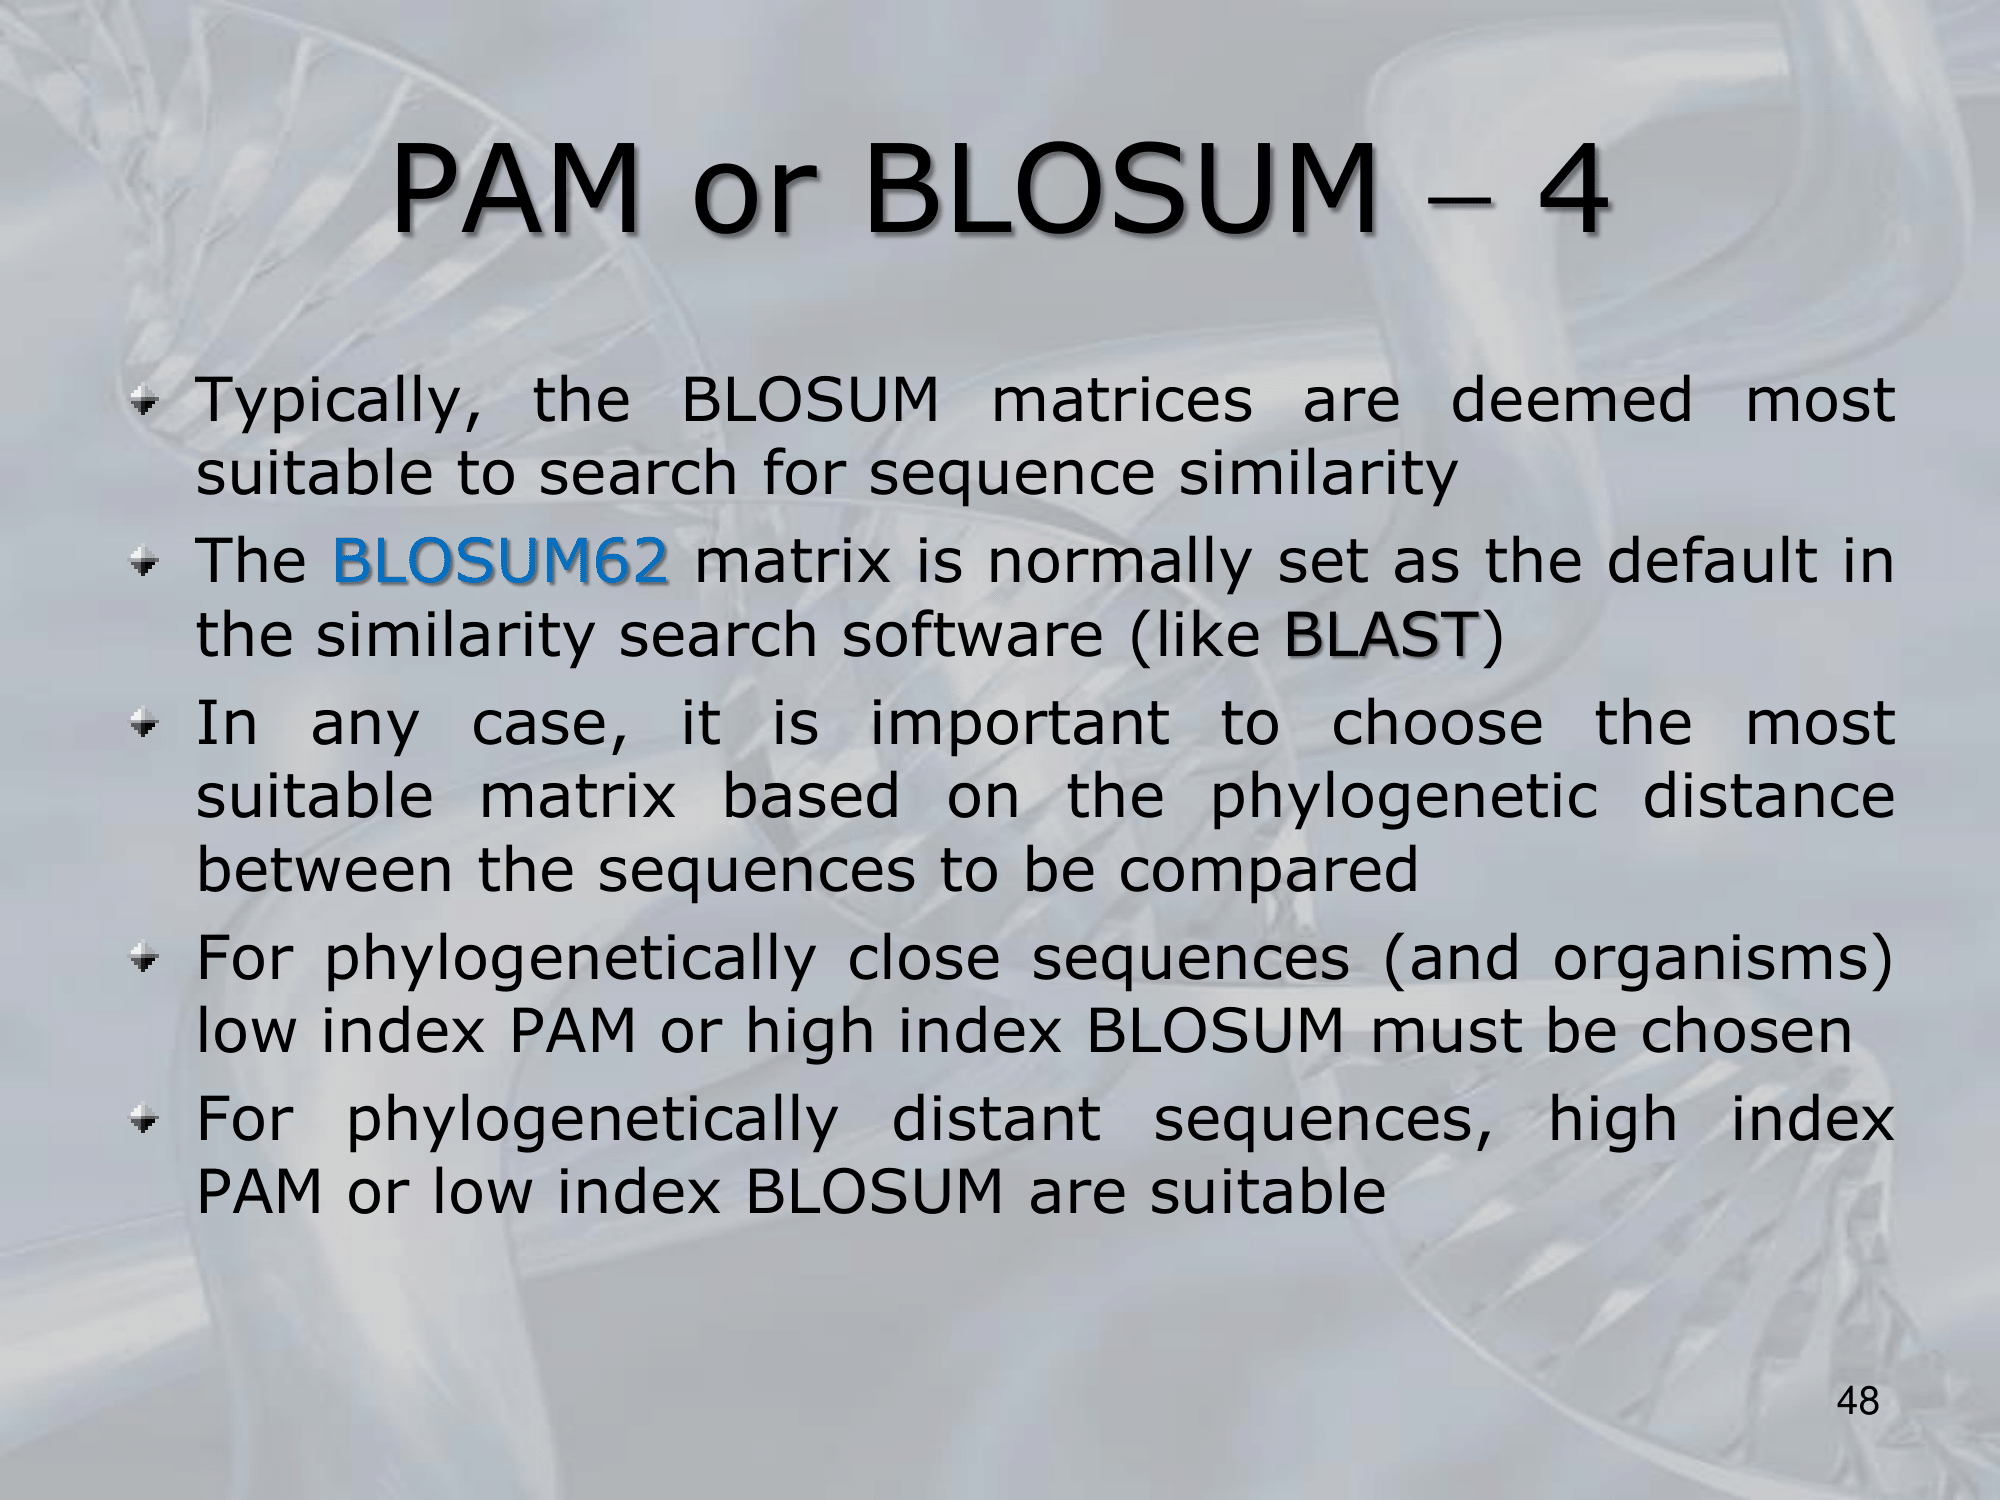 PAM or BLOSUM – 4
Typically, the BLOSUM matrices are deemed most
suitable to search for sequence similarity
The BLOSUM62 matrix is normally set as the default in
the similarity search software (like BLAST)
In any case, it is important to choose the most
suitable matrix based on the phylogenetic distance
between the sequences to be compared
For phylogenetically close sequences (and organisms)
low index PAM or high index BLOSUM must be chosen
For phylogenetically distant sequences, high index
PAM or low index BLOSUM are suitable
48